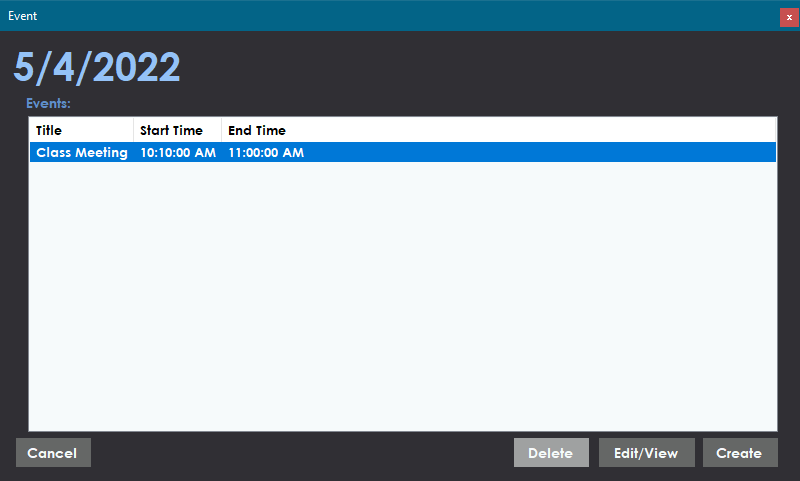 Event
x
5/4/2022
Events:
Title Start Time End Time
Class Meeting 10:10:00 AM 11:00:00 AM
Cancel Delete Edit/View Create